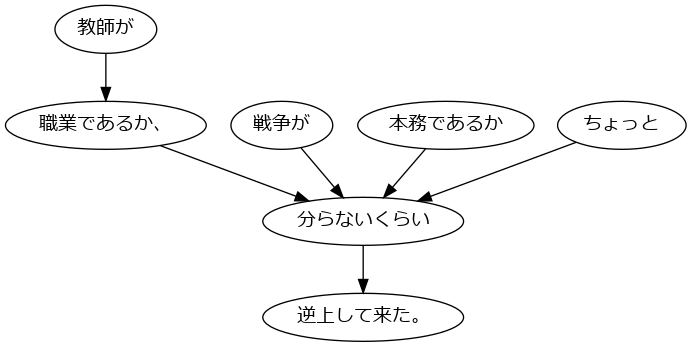 教師が
職業であるか、
戦争が
本務であるか
ちょっと
分らないくらい
逆上して来た。